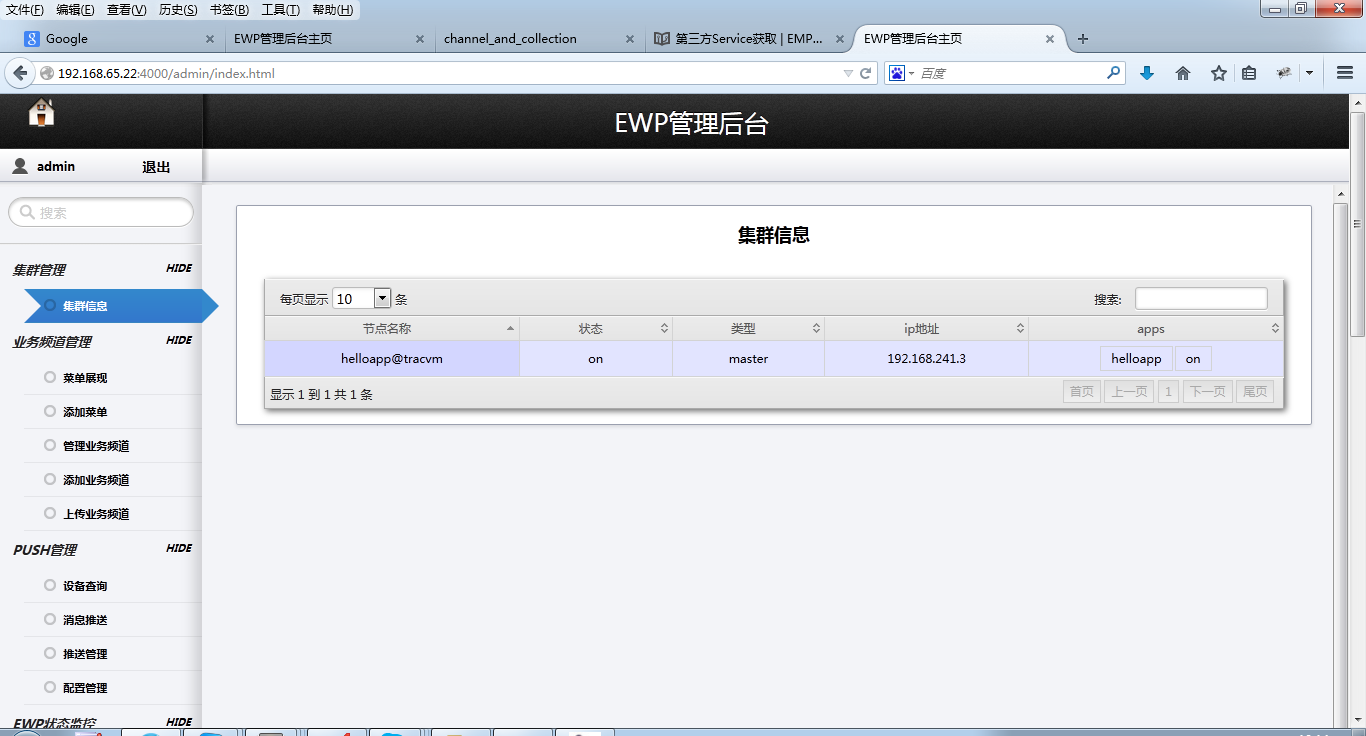 文件(F) 编辑(E) 查看(V) 历史(S) 书签(B) 工具(T) 帮助(H)
Google EWP管理后台主页 channel_and_collection 第三方Service获取 | EMP... EWP管理后台主页
192.168.65.22:4000/admin/index.html 百度
EWP管理后台
admin 退出
搜索
集群管理 HIDE
集群信息
业务频道管理 HIDE
菜单展现
添加菜单
管理业务频道
添加业务频道
上传业务频道
PUSH管理 HIDE
设备查询
消息推送
推送管理
配置管理
EWP状态监控 HIDE
集群信息
每页显示 10 条 搜索:
节点名称 状态 类型 ip地址 apps
helloapp@tracvm on master 192.168.241.3 helloapp on
显示 1 到 1 共 1 条 首页 上一页 1 下一页 尾页